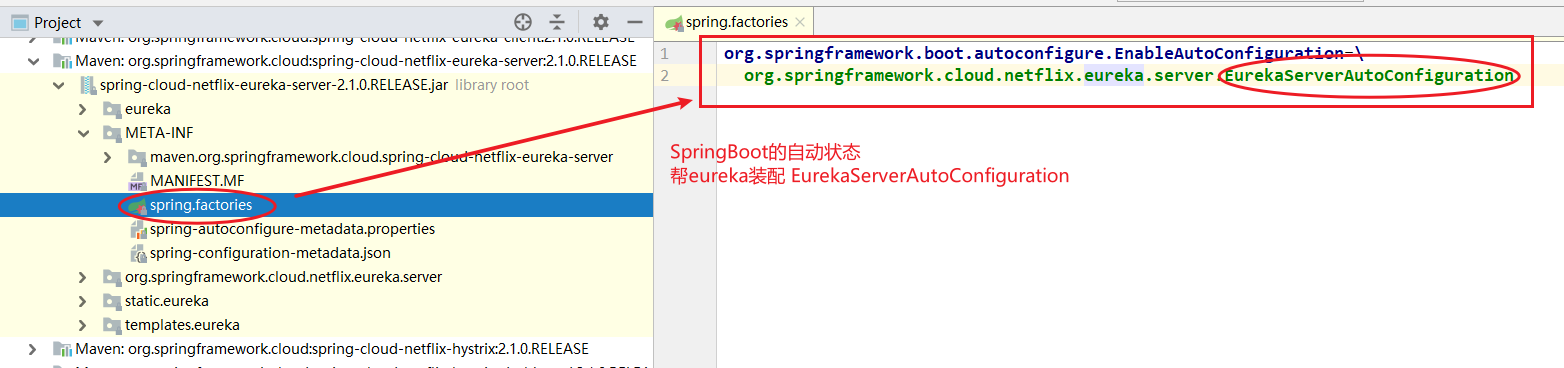 Project
spring.factories
Maven: org.springframework.cloud:spring-cloud-netflix-eureka-client:2.1.0.RELEASE
Maven: org.springframework.cloud:spring-cloud-netflix-eureka-server:2.1.0.RELEASE
spring-cloud-netflix-eureka-server-2.1.0.RELEASE.jar library root
eureka
META-INF
maven.org.springframework.cloud.spring-cloud-netflix-eureka-server
MF
MANIFEST.MF
spring.factories
spring-autoconfigure-metadata.properties
spring-configuration-metadata.json
org.springframework.cloud.netflix.eureka.server
static.eureka
templates.eureka
Maven: org.springframework.cloud:spring-cloud-netflix-hystrix:2.1.0.RELEASE
1 org.springframework.boot.autoconfigure.EnableAutoConfiguration=\
2 org.springframework.cloud.netflix.eureka.server.EurekaServerAutoConfiguration
SpringBoot的自动状态
帮eureka装配 EurekaServerAutoConfiguration